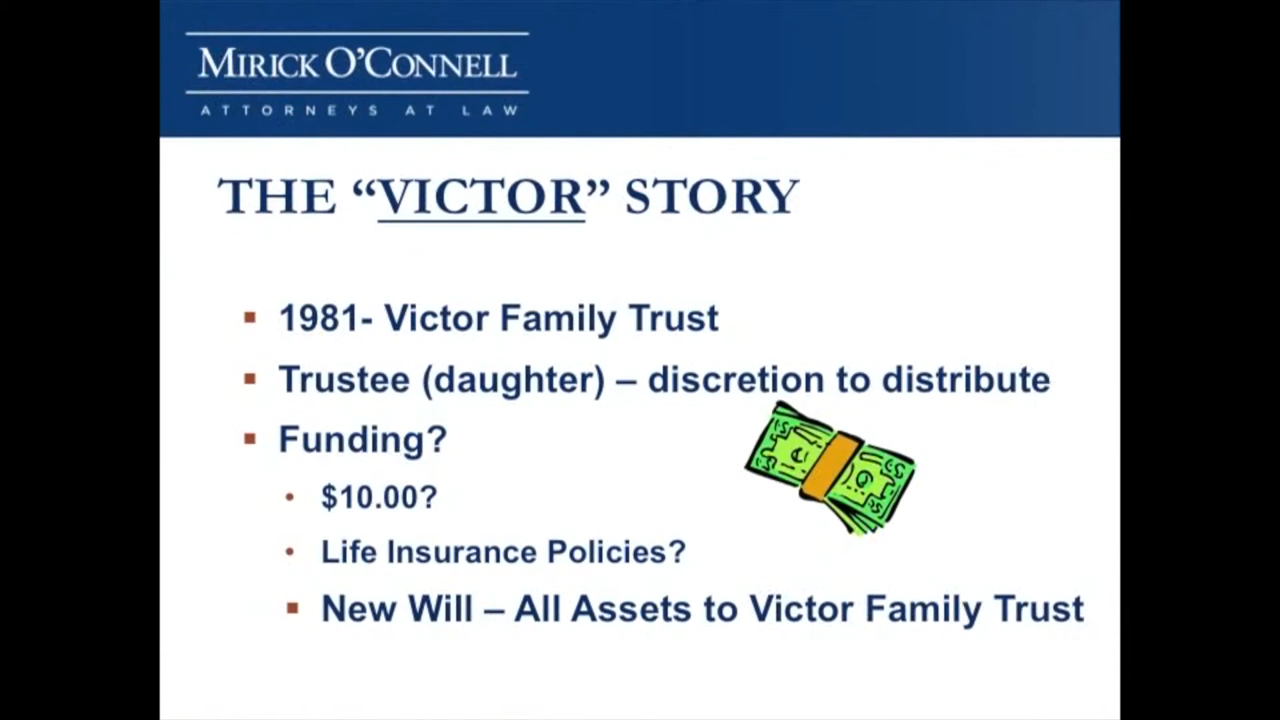 MIRICK O'CONNELL
ATTORNEYS AT LAW
THE “VICTOR” STORY
1981- Victor Family Trust
Trustee (daughter) – discretion to distribute
Funding?
$10.00?
Life Insurance Policies?
New Will – All Assets to Victor Family Trust